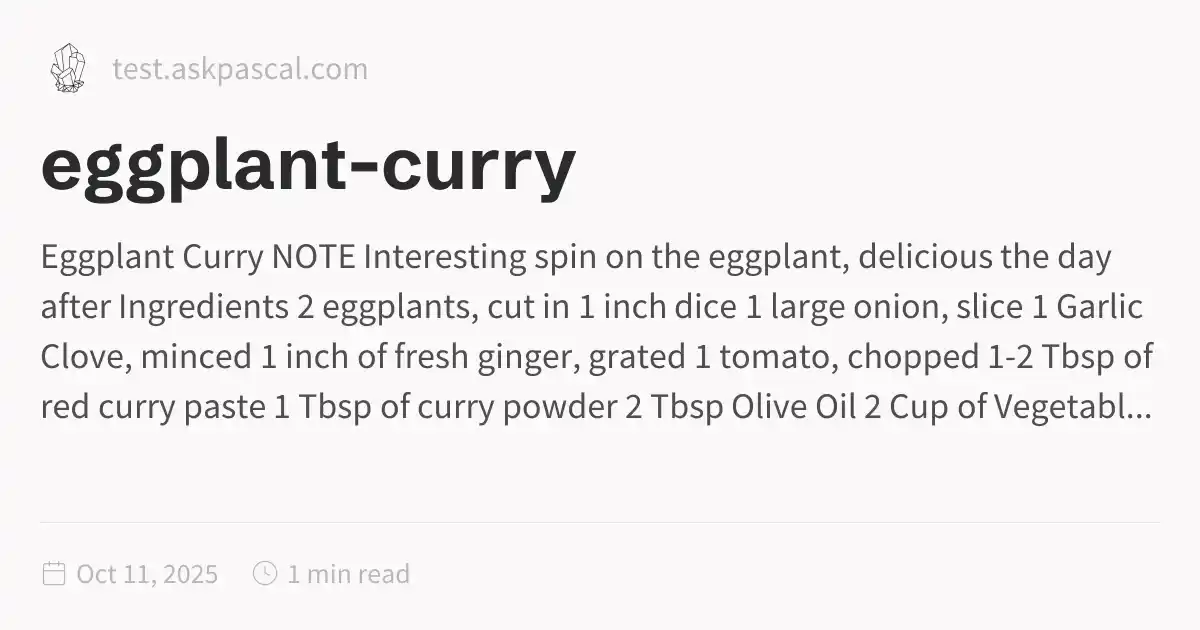 test.askpascal.com
eggplant-curry
Eggplant Curry NOTE Interesting spin on the eggplant, delicious the day
after Ingredients 2 eggplants, cut in 1 inch dice 1 large onion, slice 1 Garlic
Clove, minced 1 inch of fresh ginger, grated 1 tomato, chopped 1-2 Tbsp of
red curry paste 1 Tbsp of curry powder 2 Tbsp Olive Oil 2 Cup of Vegetabl...
Oct 11, 2025 1 min read